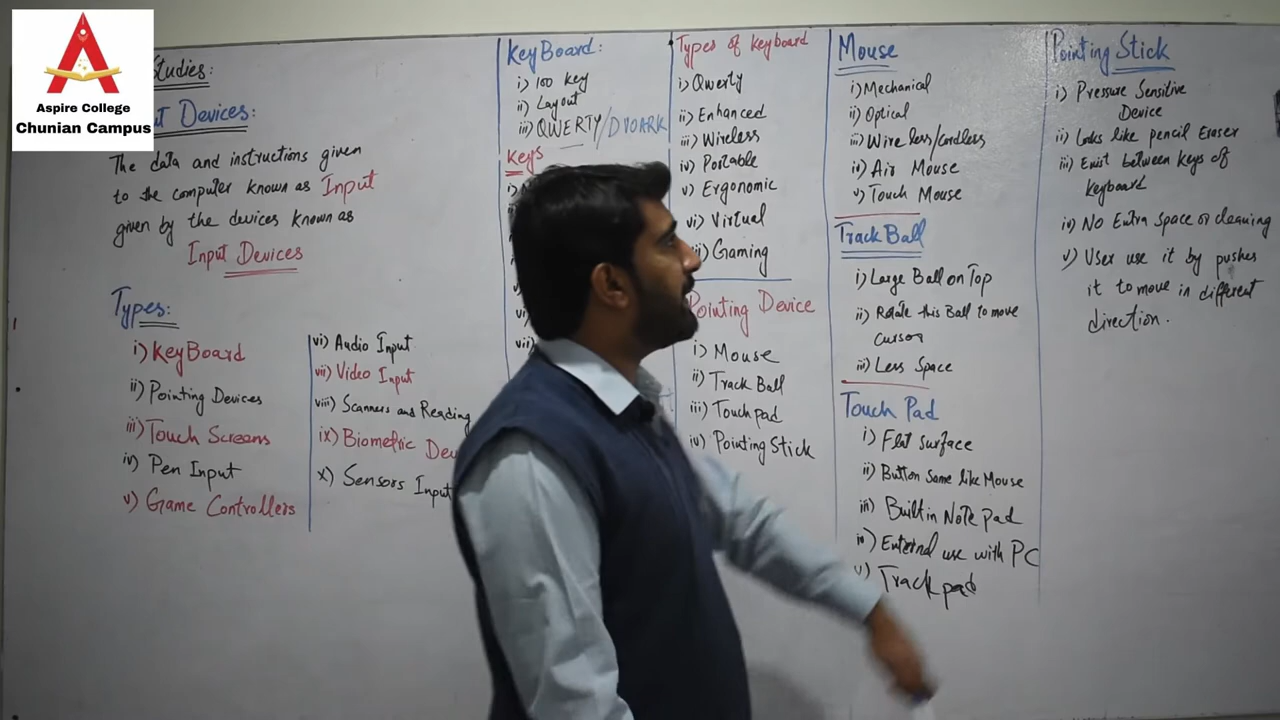 Aspire College
Chunian Campus
Studies:
Devices:
The data and instructions given
to the computer known as Input
given by the devices known as
Input Devices
Types:
i) KeyBoard
ii) Pointing Devices
iii) Touch Screens
iv) Pen Input
v) Game Controllers
vi) Audio Input
vii) Video Input
viii) Scanners and Reading
ix) Biometric Dev
x) Sensors Input
KeyBoard:
i) 100 Key
ii) Layout
iii) QWERTY/DVOARK
Keys
i)
vi)
vii)
Types of Keyboard
i) Qwerty
ii) Enhanced
iii) Wireless
iv) Portable
v) Ergonomic
vi) Virtual
ii) Gaming
Pointing Device
i) Mouse
ii) Track Ball
iii) Touchpad
iv) Pointing Stick
Mouse
i) Mechanical
ii) Optical
iii) Wireless/Cordless
iv) Air Mouse
v) Touch Mouse
Track Ball
i) Large Ball on Top
ii) Rotate this Ball to move
cursor
iii) Less Space
Touch Pad
i) Flat surface
ii) Button Same like Mouse
iii) Builtin Note Pad
iv) External use with PC
v) Track pad
Pointing Stick
i) Pressure Sensitive
Device
ii) Looks like pencil Eraser
iii) Exist between Keys of
Keyboard
iv) No Extra Space or cleaning
v) User use it by pushes
it to move in different
direction.